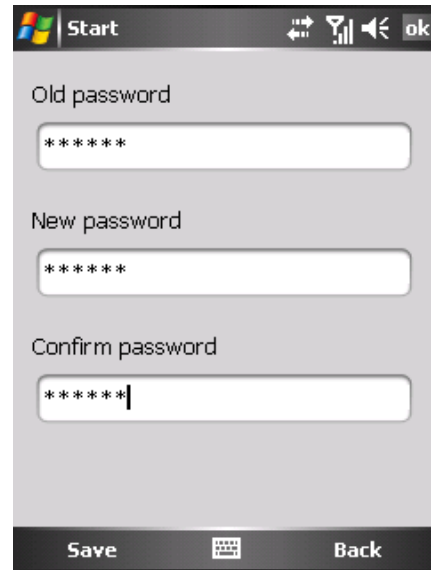 Start ok
Old password
******
New password
******
Confirm password
******
Save Back